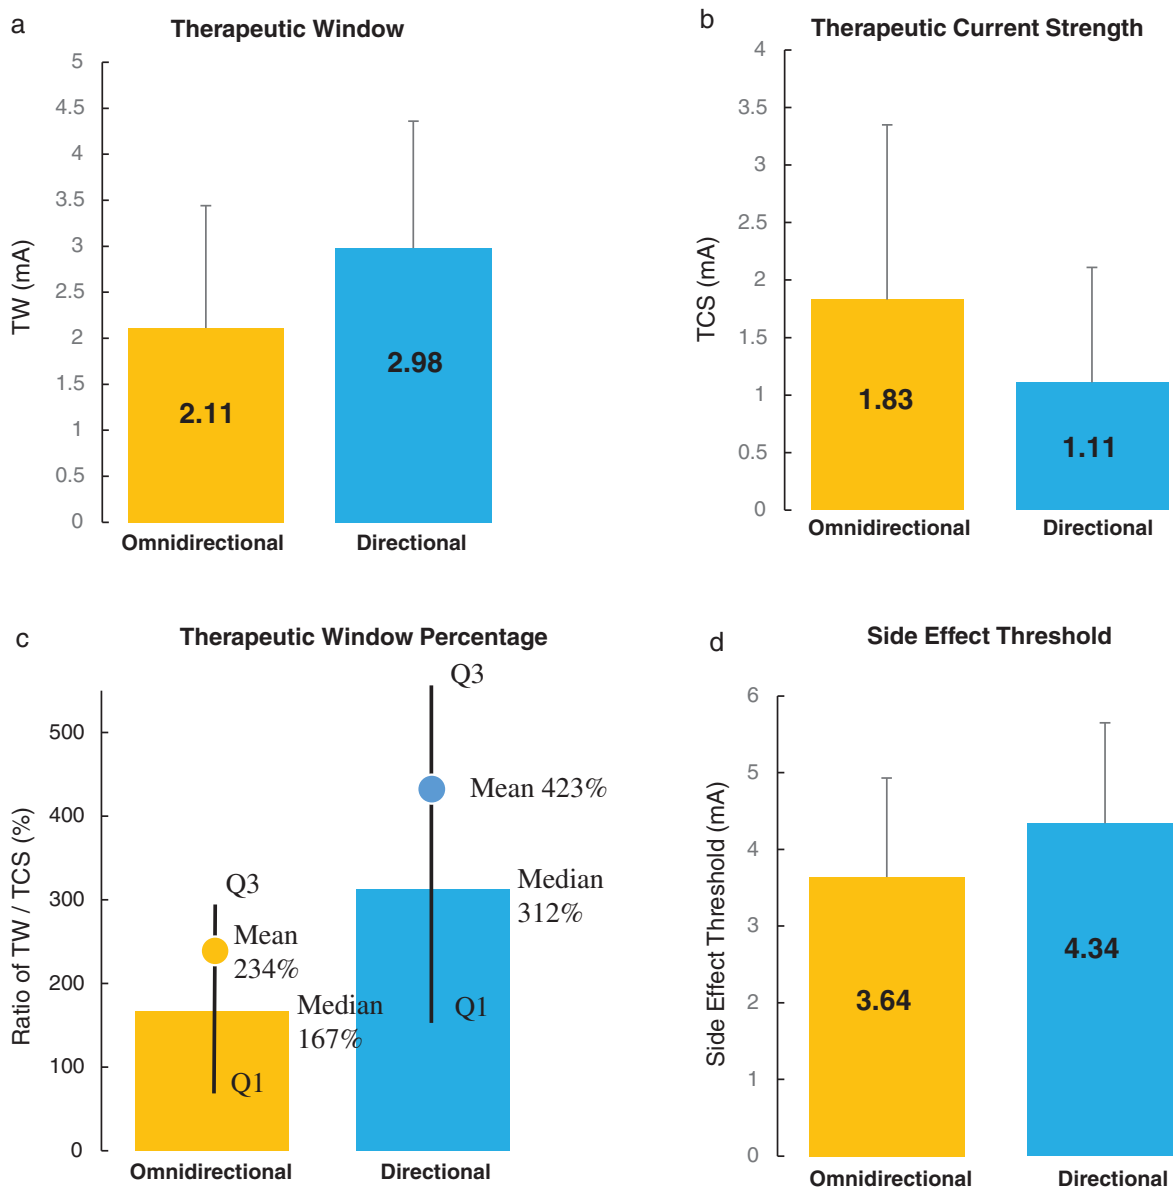 a
Therapeutic Window
TW (mA)
5
4.5
4
3.5
3
2.5
2
1.5
1
0.5
0
2.11
2.98
Omnidirectional
Directional
b
Therapeutic Current Strength
TCS (mA)
4
3.5
3
2.5
2
1.5
1
0.5
0
1.83
1.11
Omnidirectional
Directional
c
Therapeutic Window Percentage
Ratio of TW / TCS (%)
500
400
300
200
100
0
Q3
Mean
234%
Median
167%
Q1
Q3
Mean 423%
Median
312%
Q1
Omnidirectional
Directional
d
Side Effect Threshold
Side Effect Threshold (mA)
6
5
4
3
2
1
0
3.64
4.34
Omnidirectional
Directional